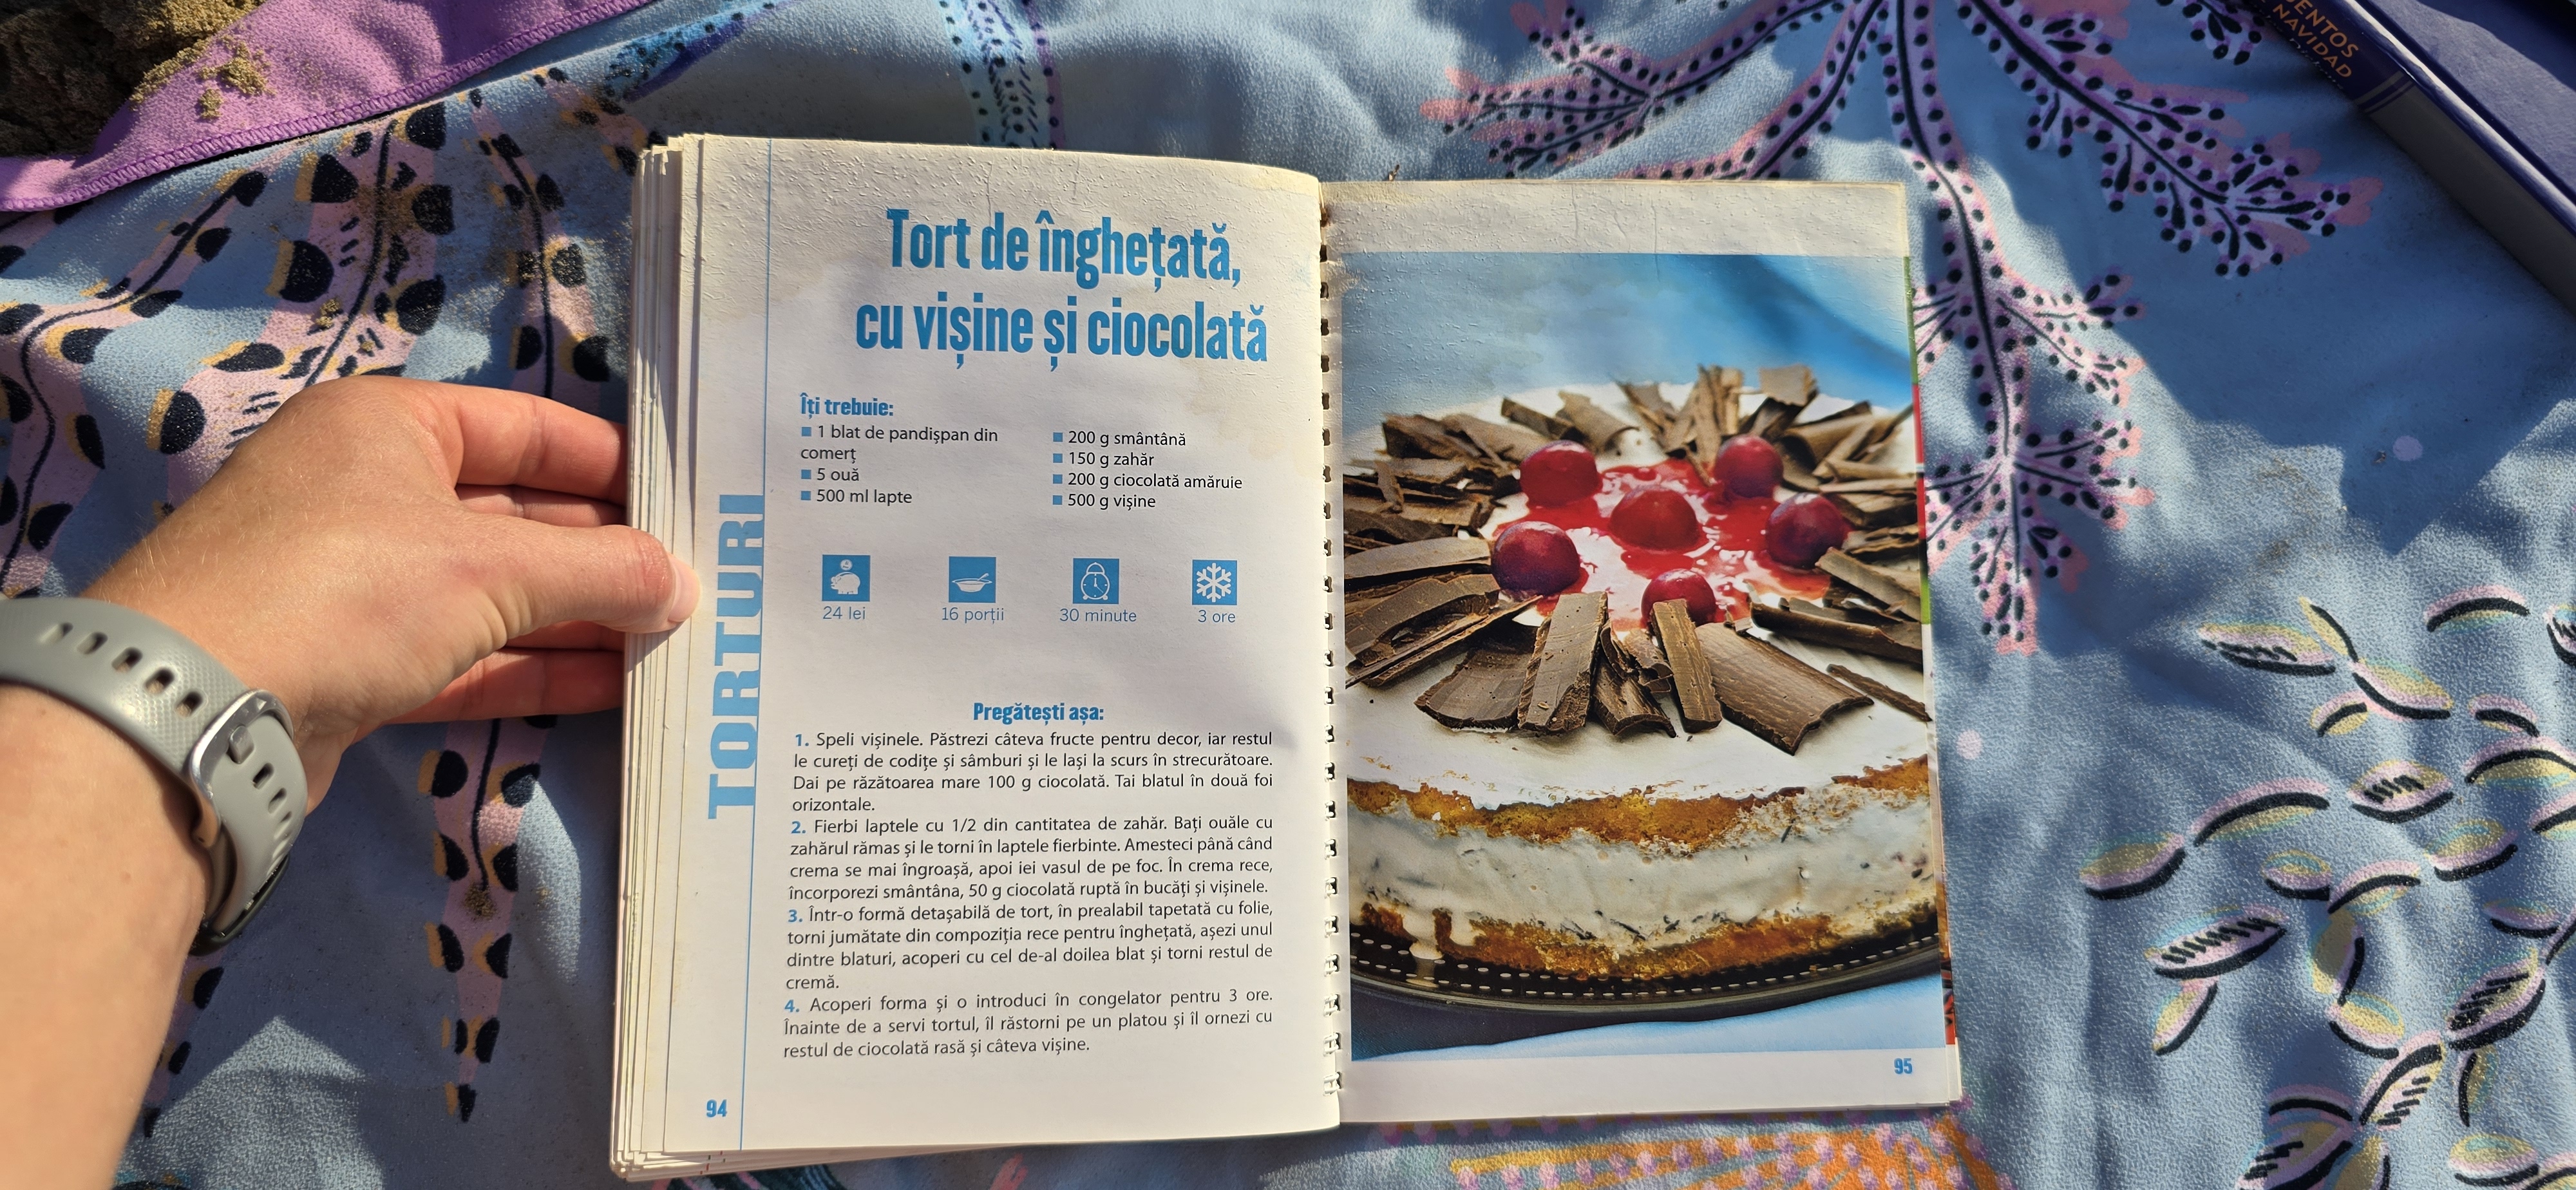 Tort de înghețată,
cu vișine și ciocolată
Îți trebuie:
■ 1 blat de pandișpan din
comerț
■ 5 ouă
■ 500 ml lapte
■ 200 g smântână
■ 150 g zahăr
■ 200 g ciocolată amăruie
■ 500 g vișine
24 lei
16 porții
30 minute
3 ore
Pregătești așa:
1. Speli vișinele. Păstrezi câteva fructe pentru decor, iar restul
le cureți de codițe și sâmburi și le lași la scurs în strecurătoare.
Dai pe răzătoarea mare 100 g ciocolată. Tai blatul în două foi
orizontale.
2. Fierbi laptele cu 1/2 din cantitatea de zahăr. Bați ouăle cu
zahărul rămas și le torni în laptele fierbinte. Amesteci până când
crema se mai îngroașă, apoi iei vasul de pe foc. În crema rece,
încorporezi smântâna, 50 g ciocolată ruptă în bucăți și vișinele.
3. Într-o formă detașabilă de tort, în prealabil tapetată cu folie,
torni jumătate din compoziția rece pentru înghețată, așezi unul
dintre blaturi, acoperi cu cel de-al doilea blat și torni restul de
cremă.
4. Acoperi forma și o introduci în congelator pentru 3 ore.
Înainte de a servi tortul, îl răstorni pe un platou și îl ornezi cu
restul de ciocolată rasă și câteva vișine.
TORTURI
94
95
NAVIDAD